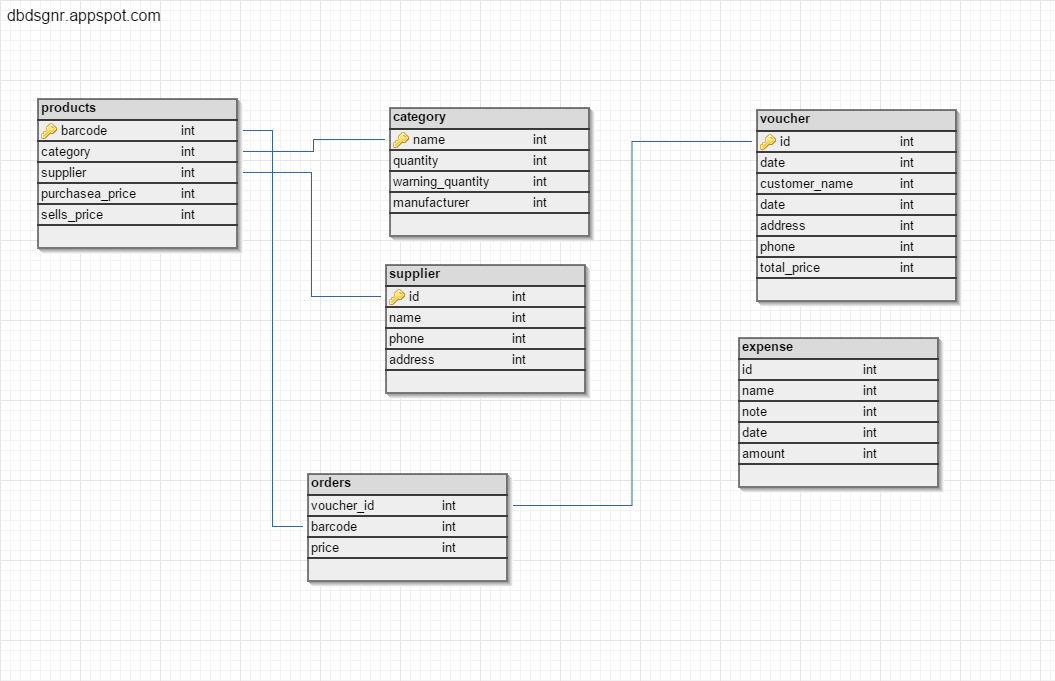 dbdsgnr.appspot.com
products
barcode int
category int
supplier int
purchasea_price int
sells_price int
category
name int
quantity int
warning_quantity int
manufacturer int
voucher
id int
date int
customer_name int
date int
address int
phone int
total_price int
supplier
id int
name int
phone int
address int
expense
id int
name int
note int
date int
amount int
orders
voucher_id int
barcode int
price int